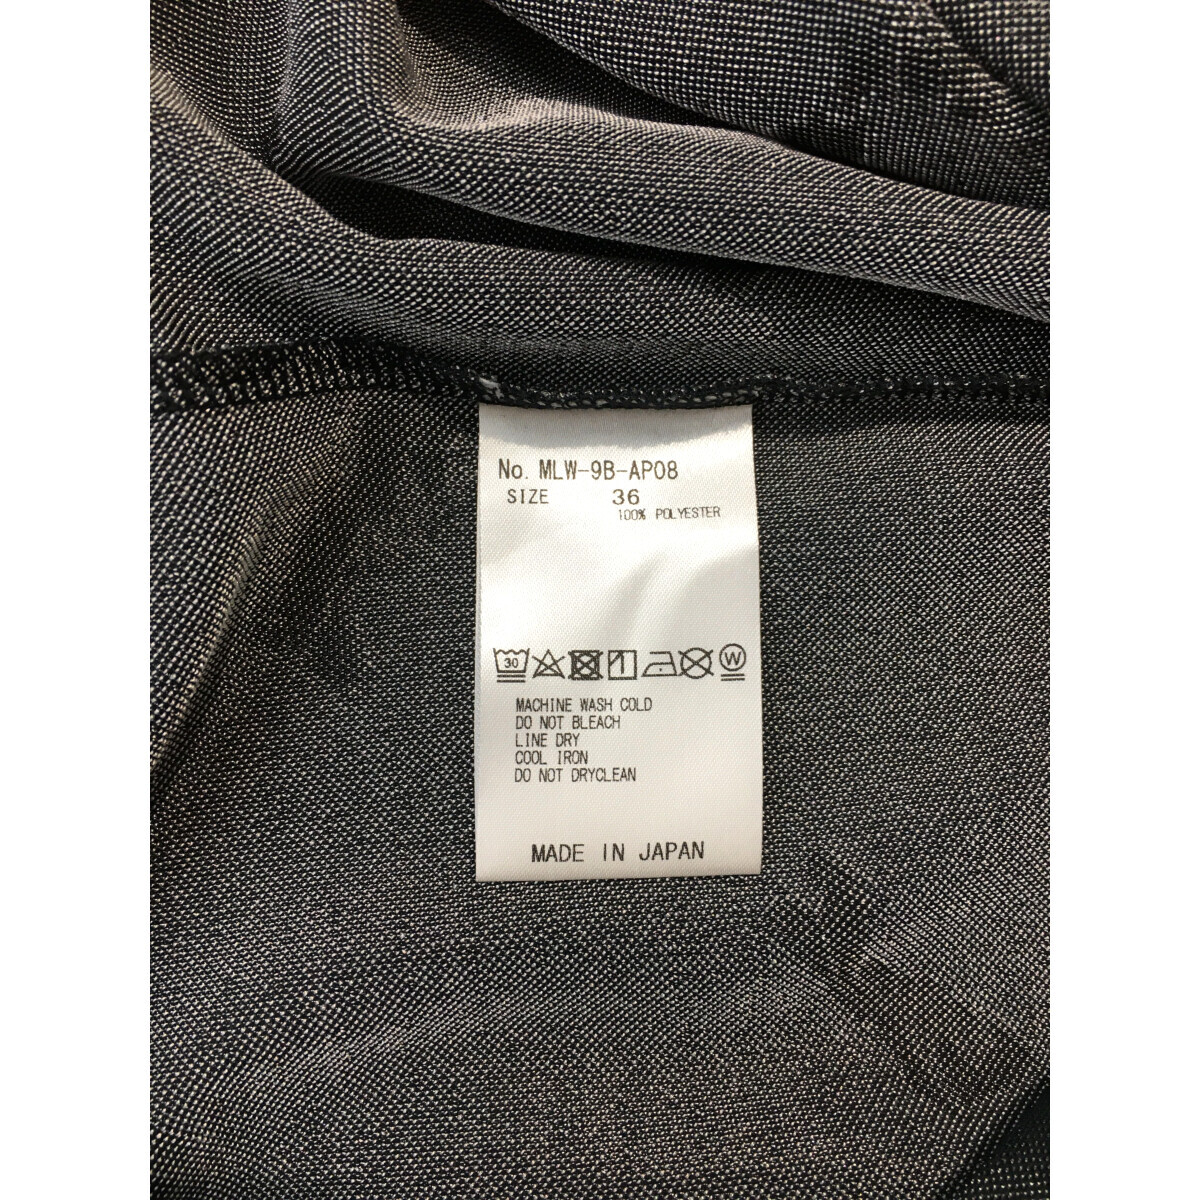 No. MLW-9B-AP08
SIZE 36
100% POLYESTER
30 W
MACHINE WASH COLD
DO NOT BLEACH
LINE DRY
COOL IRON
DO NOT DRYCLEAN
MADE IN JAPAN